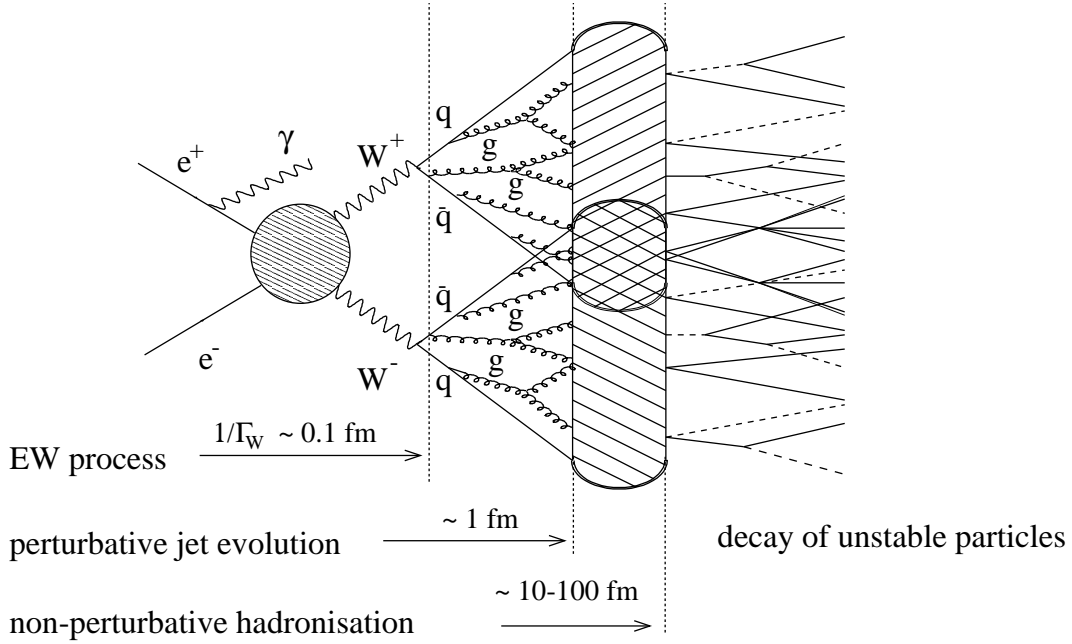 q
W⁺
γ
e⁺
g
g
q̄
q̄
g
e⁻
g
W⁻
q
1/Γ_W ~ 0.1 fm
EW process
~ 1 fm
perturbative jet evolution
decay of unstable particles
~ 10-100 fm
non-perturbative hadronisation